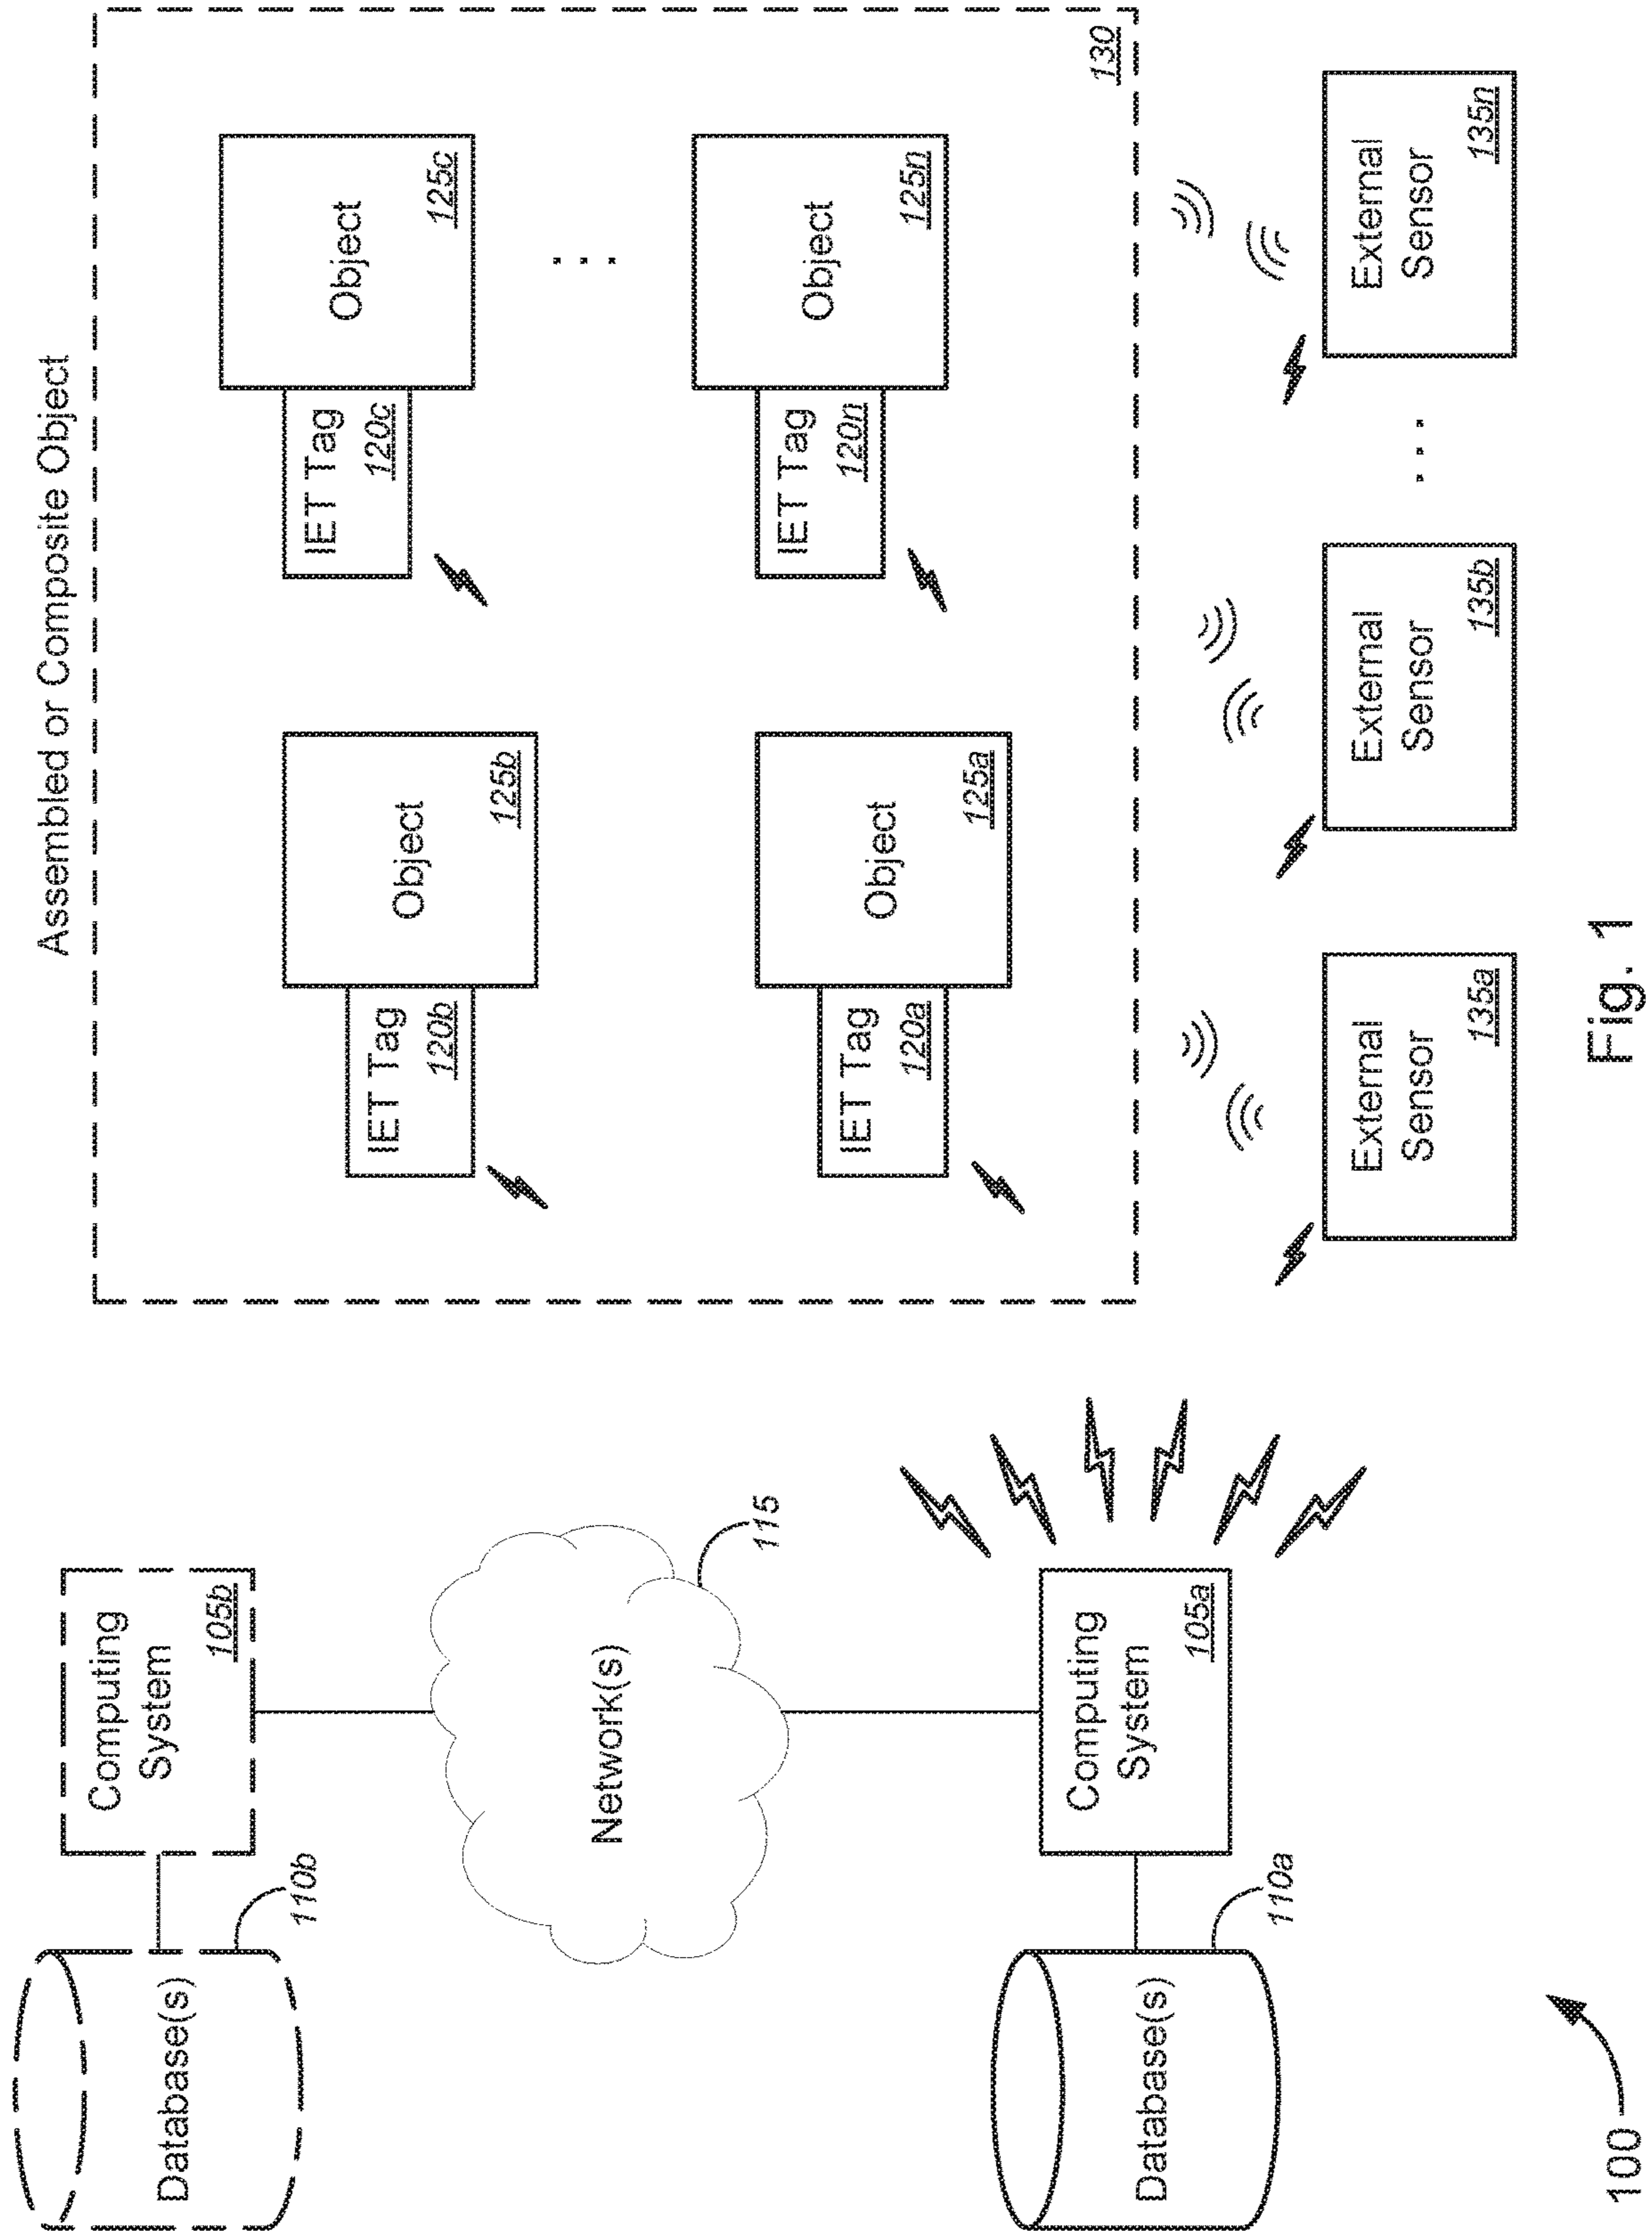 Assembled or Composite Object
Database(s)
110b
Computing
System
105b
Network(s)
115
Database(s)
110a
Computing
System
105a
IET Tag
120b
Object
125b
IET Tag
120c
Object
125c
. . .
IET Tag
120a
Object
125a
IET Tag
120n
Object
125n
130
External
Sensor
135a
External
Sensor
135b
. . .
External
Sensor
135n
100
Fig. 1